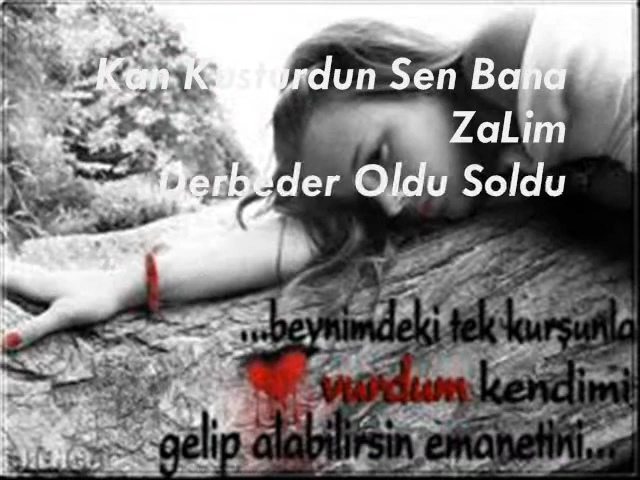 Kan Kusturdun Sen Bana
ZaLim
Derbeder Oldu Soldu
...beynimdeki tek kurşunla
vurdum kendimi
gelip alabilirsin emanetini...